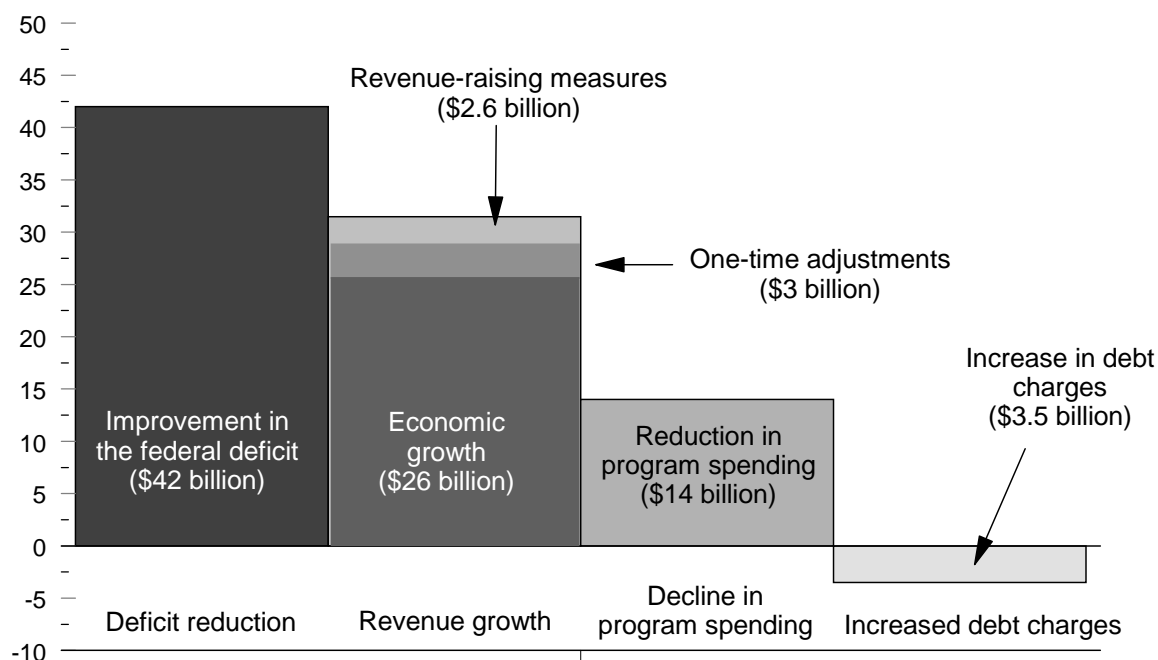 50
45
40
35
30
25
20
15
10
5
0
-5
-10
Revenue-raising measures
($2.6 billion)
One-time adjustments
($3 billion)
Increase in debt
charges
($3.5 billion)
Improvement in
the federal deficit
($42 billion)
Economic
growth
($26 billion)
Reduction in
program spending
($14 billion)
Deficit reduction
Revenue growth
Decline in
program spending
Increased debt charges